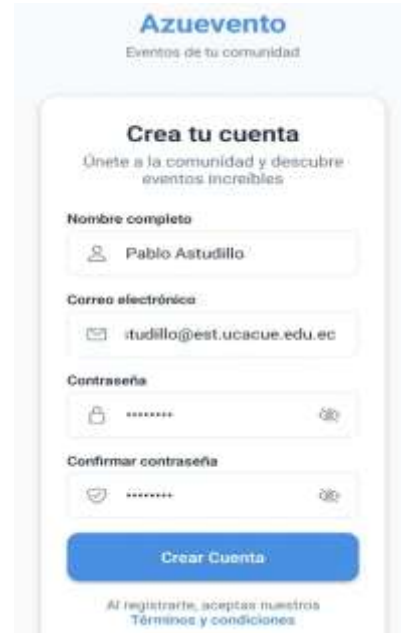 Azuevento
Eventos de tu comunidad
Crea tu cuenta
Únete a la comunidad y descubre
eventos increíbles
Nombre completo
Pablo Astudillo
Correo electrónico
tudillo@est.ucacue.edu.ec
Contraseña
••••••••
Confirmar contraseña
••••••••
Crear Cuenta
Al registrarte, aceptas nuestros
Términos y condiciones